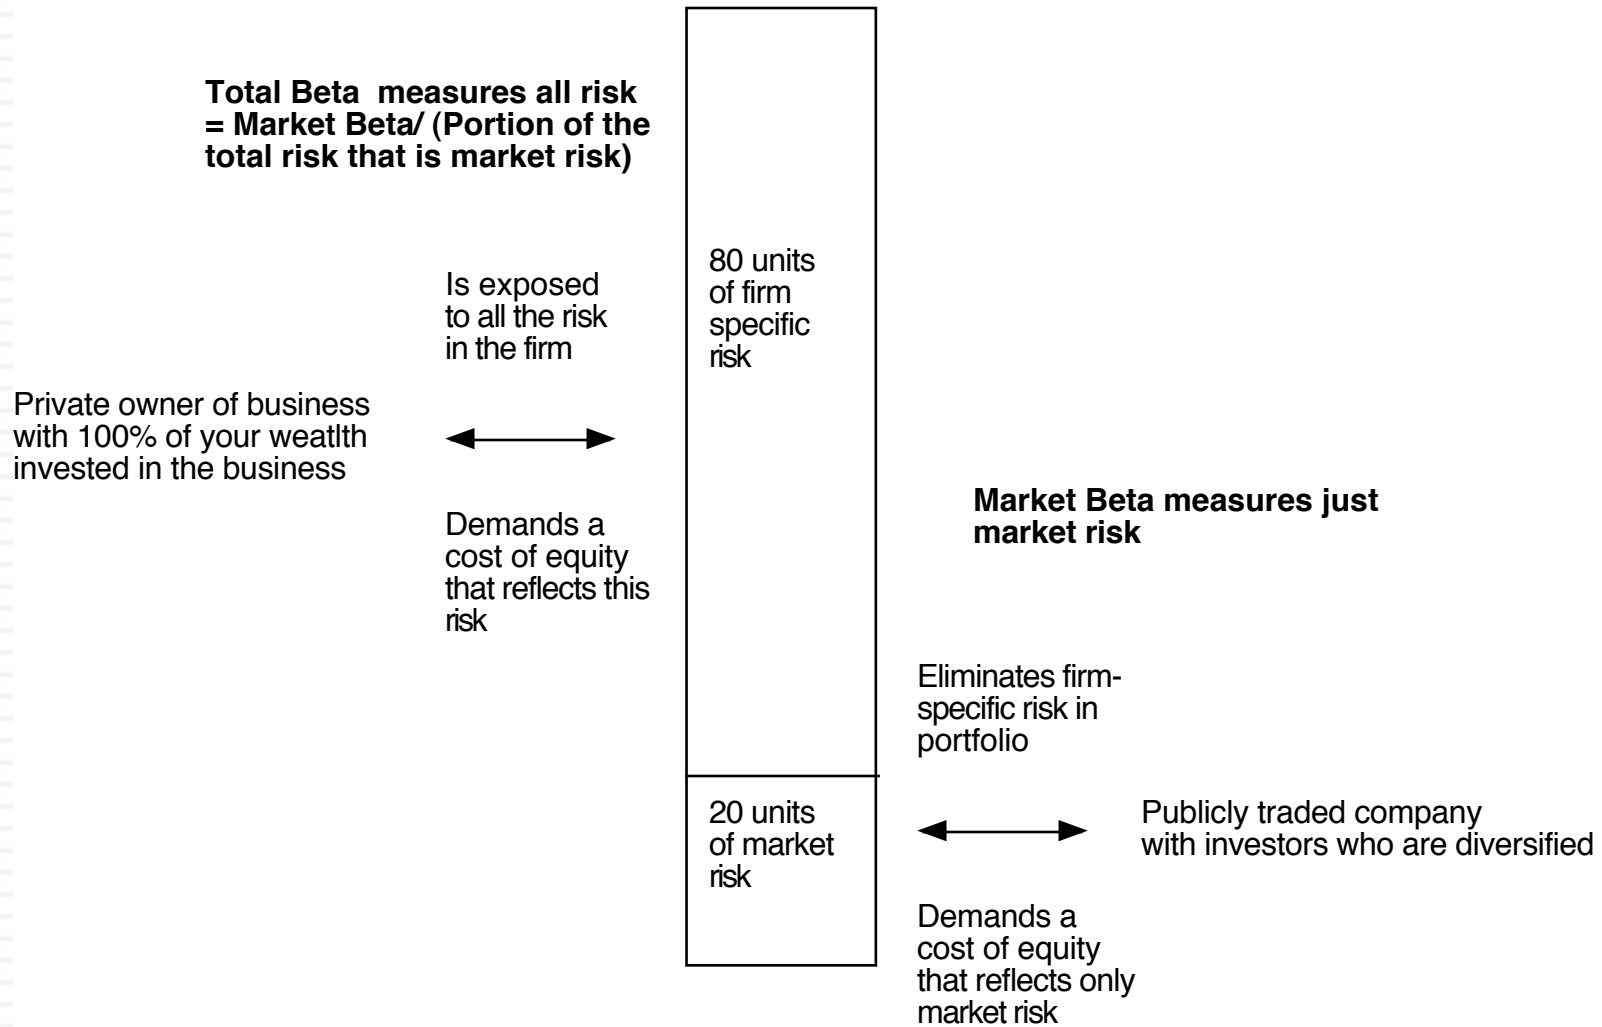 Total Beta  measures all risk
= Market Beta/ (Portion of the
total risk that is market risk)
80 units
of firm
specific
risk
Is exposed
to all the risk
in the firm
Private owner of business
with 100% of your weatlth
invested in the business
Demands a
cost of equity
that reflects this
risk
Market Beta measures just
market risk
Eliminates firm-
specific risk in
portfolio
20 units
of market
risk
Publicly traded company
with investors who are diversified
Demands a
cost of equity
that reflects only
market risk